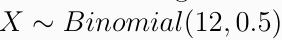 X ∼ Binomial(12, 0.5)